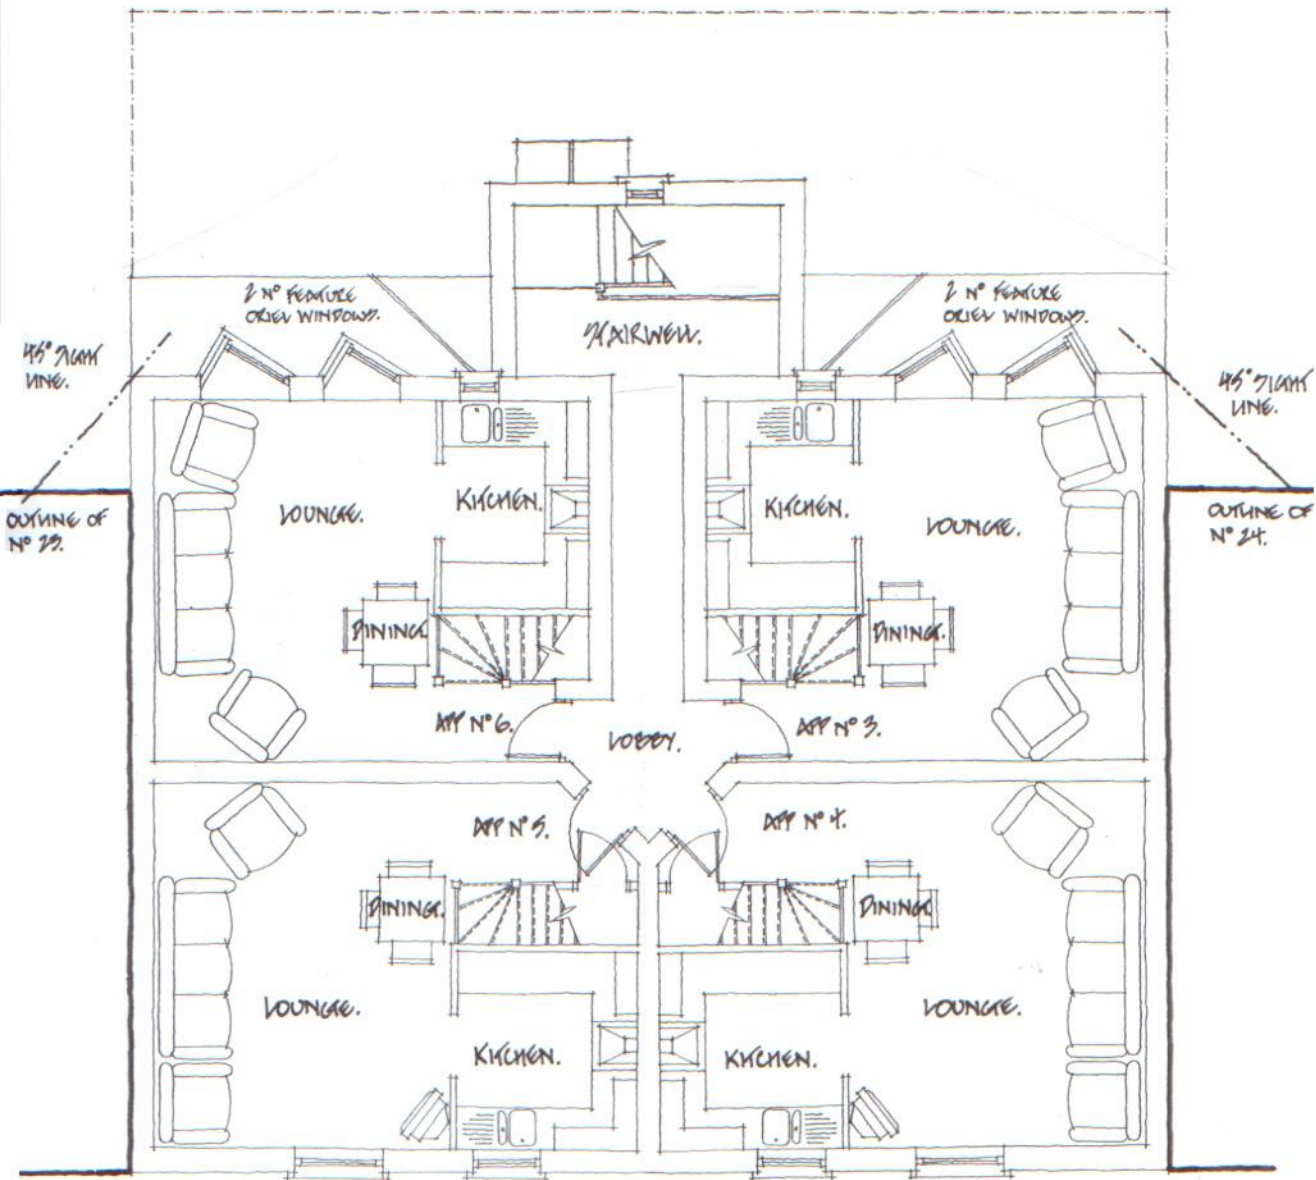 2 Nº FEATURE
ORIEL WINDOWS.
2 Nº FEATURE
ORIEL WINDOWS.
STAIRWELL.
45° SIGHT
LINE.
45° SIGHT
LINE.
OUTLINE OF
Nº 23.
LOUNGE.
KITCHEN.
KITCHEN.
LOUNGE.
OUTLINE OF
Nº 24.
DINING.
DINING.
APP Nº 6.
LOBBY.
APP Nº 3.
APP Nº 5.
APP Nº 4.
DINING.
DINING.
LOUNGE.
LOUNGE.
KITCHEN.
KITCHEN.